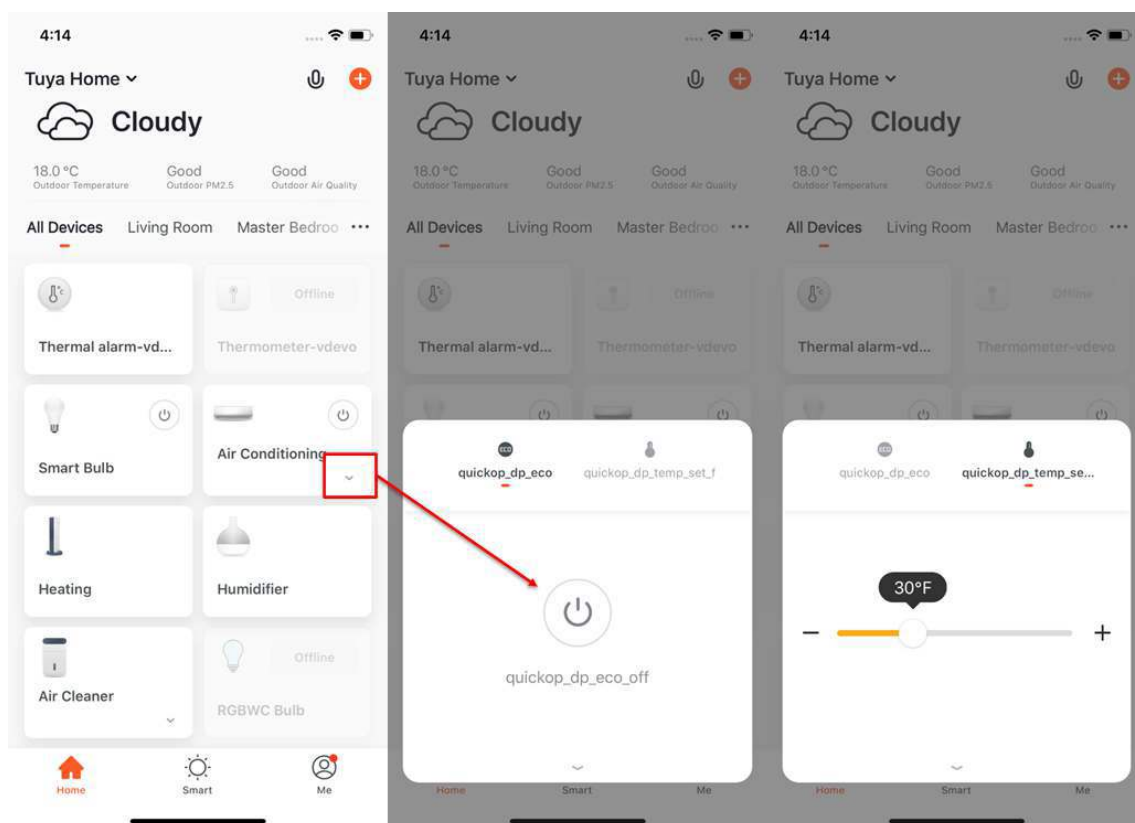 4:14
Tuya Home
Cloudy
18.0 °C Good Good
Outdoor Temperature Outdoor PM2.5 Outdoor Air Quality
All Devices Living Room Master Bedroo
Thermal alarm-vd...
Offline
Thermometer-vdevo
Smart Bulb
Air Conditioning
Heating
Humidifier
Air Cleaner
Offline
RGBWC Bulb
Home Smart Me
4:14
Tuya Home
Cloudy
18.0 °C Good Good
Outdoor Temperature Outdoor PM2.5 Outdoor Air Quality
All Devices Living Room Master Bedroo
Thermal alarm-vd...
Offline
Thermometer-vdevo
ECO
quickop_dp_eco quickop_dp_temp_set_f
quickop_dp_eco_off
Home Smart Me
4:14
Tuya Home
Cloudy
18.0 °C Good Good
Outdoor Temperature Outdoor PM2.5 Outdoor Air Quality
All Devices Living Room Master Bedroo
Thermal alarm-vd...
Offline
Thermometer-vdevo
ECO
quickop_dp_eco quickop_dp_temp_se...
30°F
− +
Home Smart Me